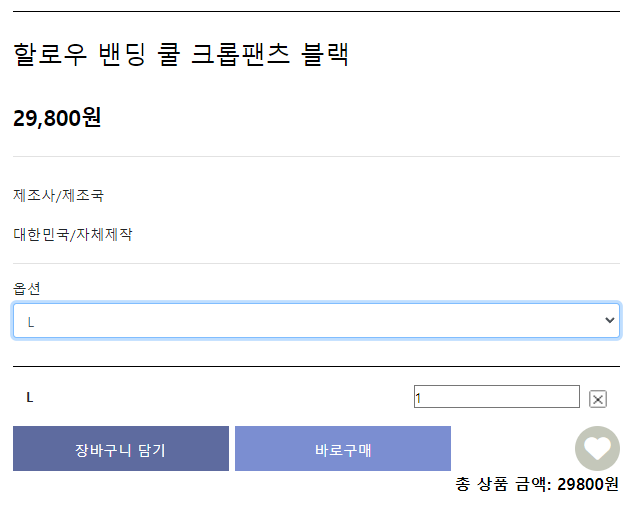 할로우 밴딩 쿨 크롭팬츠 블랙
29,800원
제조사/제조국
대한민국/자체제작
옵션
L
L 1
장바구니 담기 바로구매
총 상품 금액: 29800원